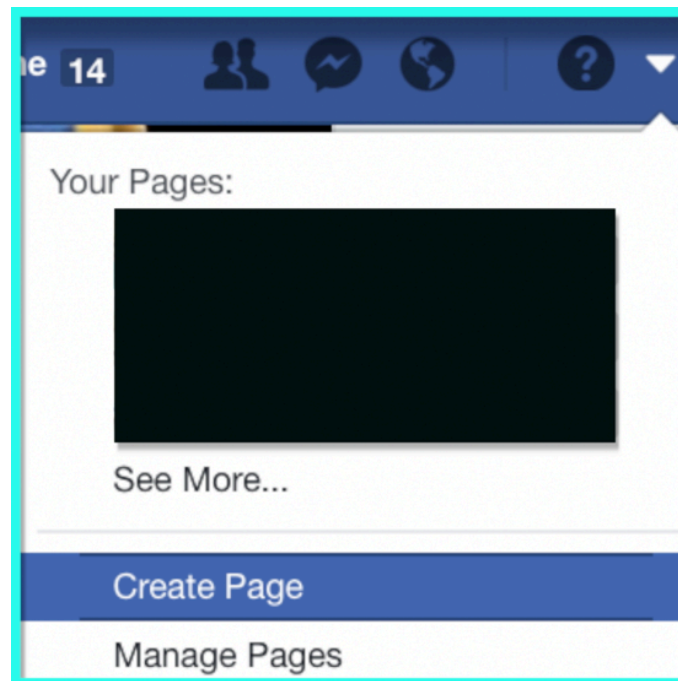 ne 14
Your Pages:
See More...
Create Page
Manage Pages